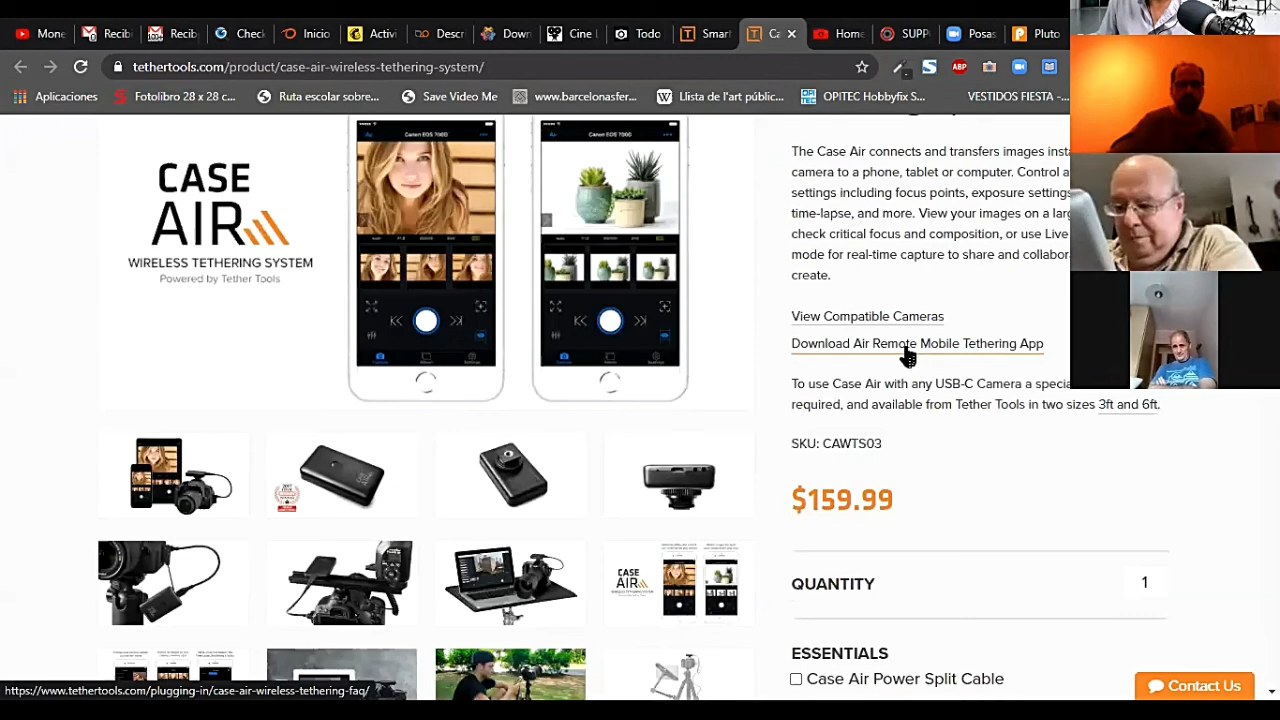 Mone
Recib
Recib
Chec
Inicic
Activi
Descr
Down
Cine l
Todo
Smar
Ca
Home
SUPP
Posas
Pluto
tethertools.com/product/case-air-wireless-tethering-system/
Aplicaciones
Fotolibro 28 x 28 c...
Ruta escolar sobre...
Save Video Me
www.barcelonasfer...
Llista de l'art públic...
OPITEC Hobbyfix S...
VESTIDOS FIESTA -
CASE
AIR
WIRELESS TETHERING SYSTEM
Powered by Tether Tools
Canon EOS 700D
Canon EOS 700D
The Case Air connects and transfers images insta
camera to a phone, tablet or computer. Control a
settings including focus points, exposure settings
time-lapse, and more. View your images on a larg
check critical focus and composition, or use Live
mode for real-time capture to share and collabora
create.
View Compatible Cameras
Download Air Remote Mobile Tethering App
To use Case Air with any USB-C Camera a specia
required, and available from Tether Tools in two sizes 3ft and 6ft.
SKU: CAWTS03
$159.99
QUANTITY
1
ESSENTIALS
Case Air Power Split Cable
CASE
AIR
https://www.tethertools.com/plugging-in/case-air-wireless-tethering-faq/
Contact Us